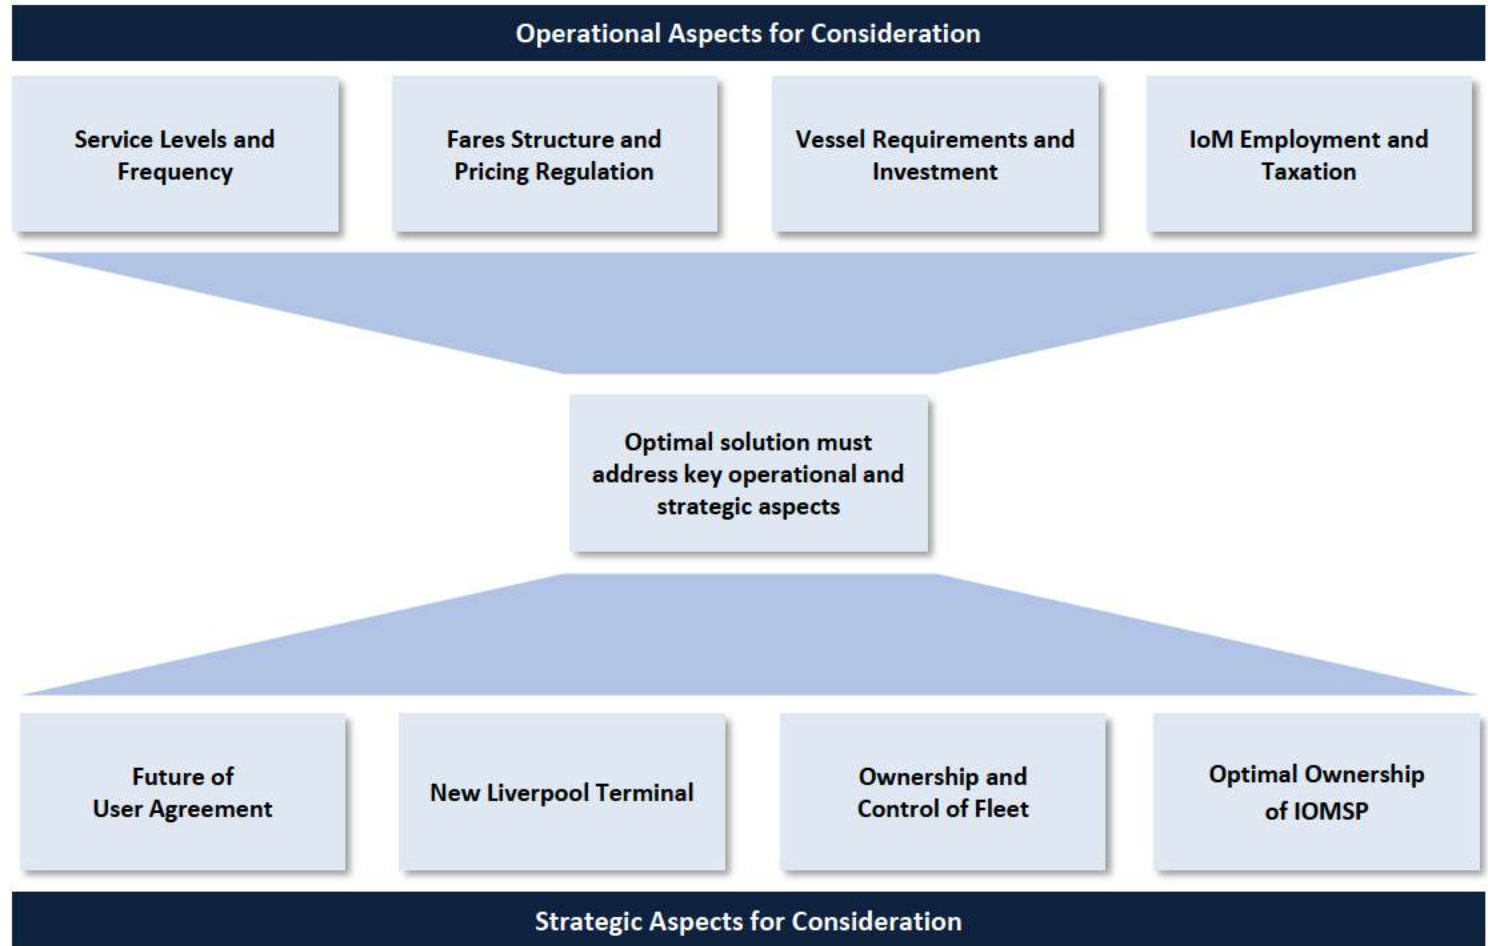 Operational Aspects for Consideration
Service Levels and
Frequency
Fares Structure and
Pricing Regulation
Vessel Requirements and
Investment
IoM Employment and
Taxation
Optimal solution must
address key operational and
strategic aspects
Future of
User Agreement
New Liverpool Terminal
Ownership and
Control of Fleet
Optimal Ownership
of IOMSP
Strategic Aspects for Consideration